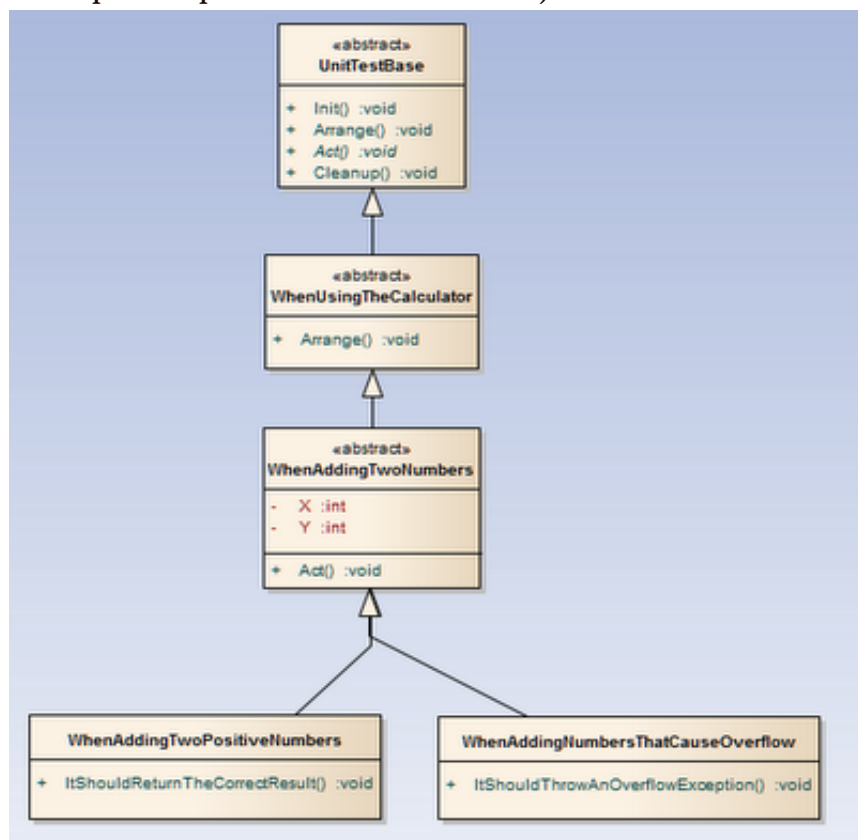 «abstract»
UnitTestBase
+ Init() :void
+ Arrange() :void
+ Act() :void
+ Cleanup() :void
«abstract»
WhenUsingTheCalculator
+ Arrange() :void
«abstract»
WhenAddingTwoNumbers
- X :int
- Y :int
+ Act() :void
WhenAddingTwoPositiveNumbers
+ ItShouldReturnTheCorrectResult() :void
WhenAddingNumbersThatCauseOverflow
+ ItShouldThrowAnOverflowException() :void